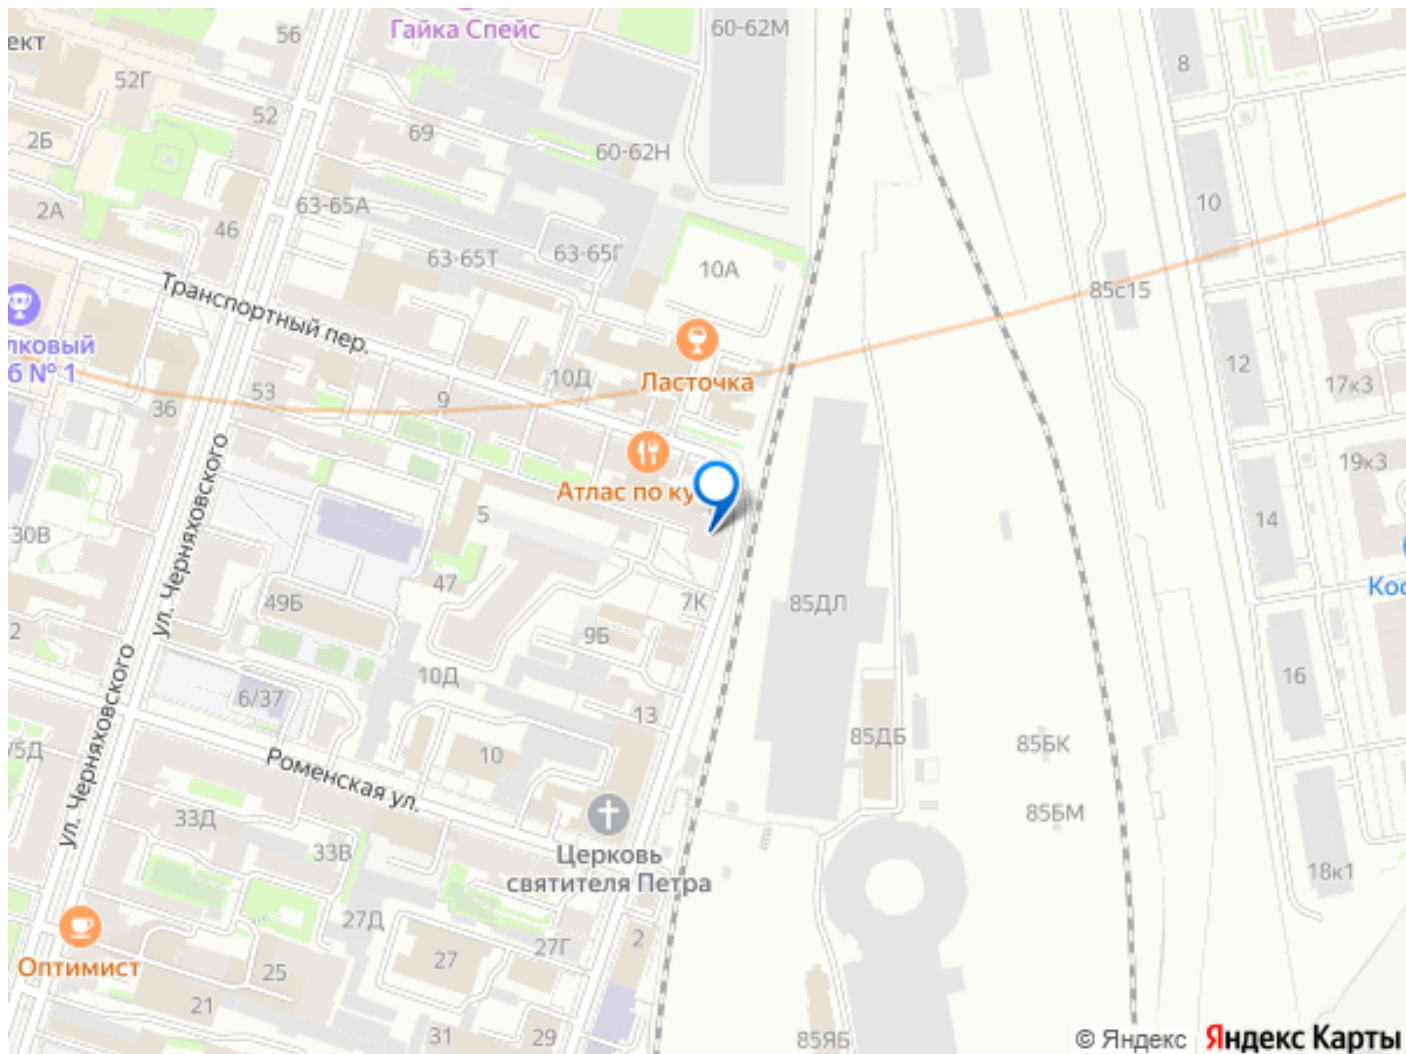 ект
56
Гайка Спейс
60-62М
8
52Г
52
2Б
69
60-62Н
2А
46
63-65А
63-65Т
63-65Г
10А
10
85с15
Транспортный пер.
лковый
б № 1
Ласточка
12
17к3
36
53
9
10Д
19к3
Атлас по ку
5
14
30В
ул. Черняховского
47
49Б
7К
85ДЛ
Кос
2
9Б
10Д
16
6/37
13
/5Д
ул. Черняховского
Роменская ул.
10
85ДБ
85БК
85БМ
33Д
33В
Церковь
святителя Петра
18к1
27Д
27Г
2
Оптимист
25
27
21
31
29
85ЯБ
© Яндекс Яндекс Карты